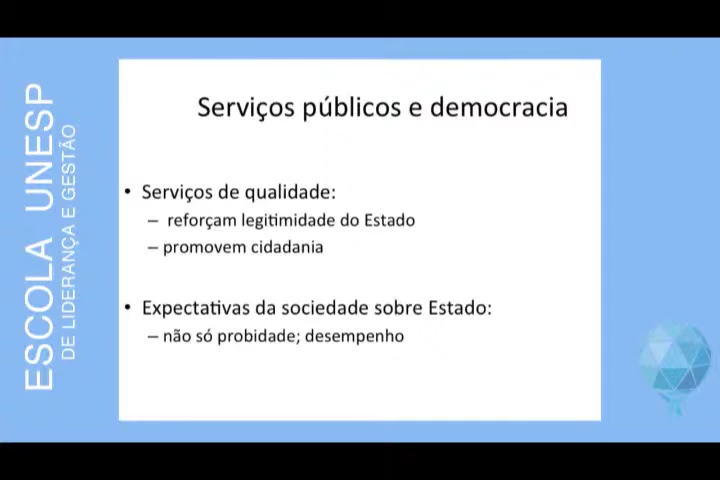 ESCOLA UNESP
DE LIDERANÇA E GESTÃO
Serviços públicos e democracia
• Serviços de qualidade:
– reforçam legitimidade do Estado
– promovem cidadania
• Expectativas da sociedade sobre Estado:
– não só probidade; desempenho